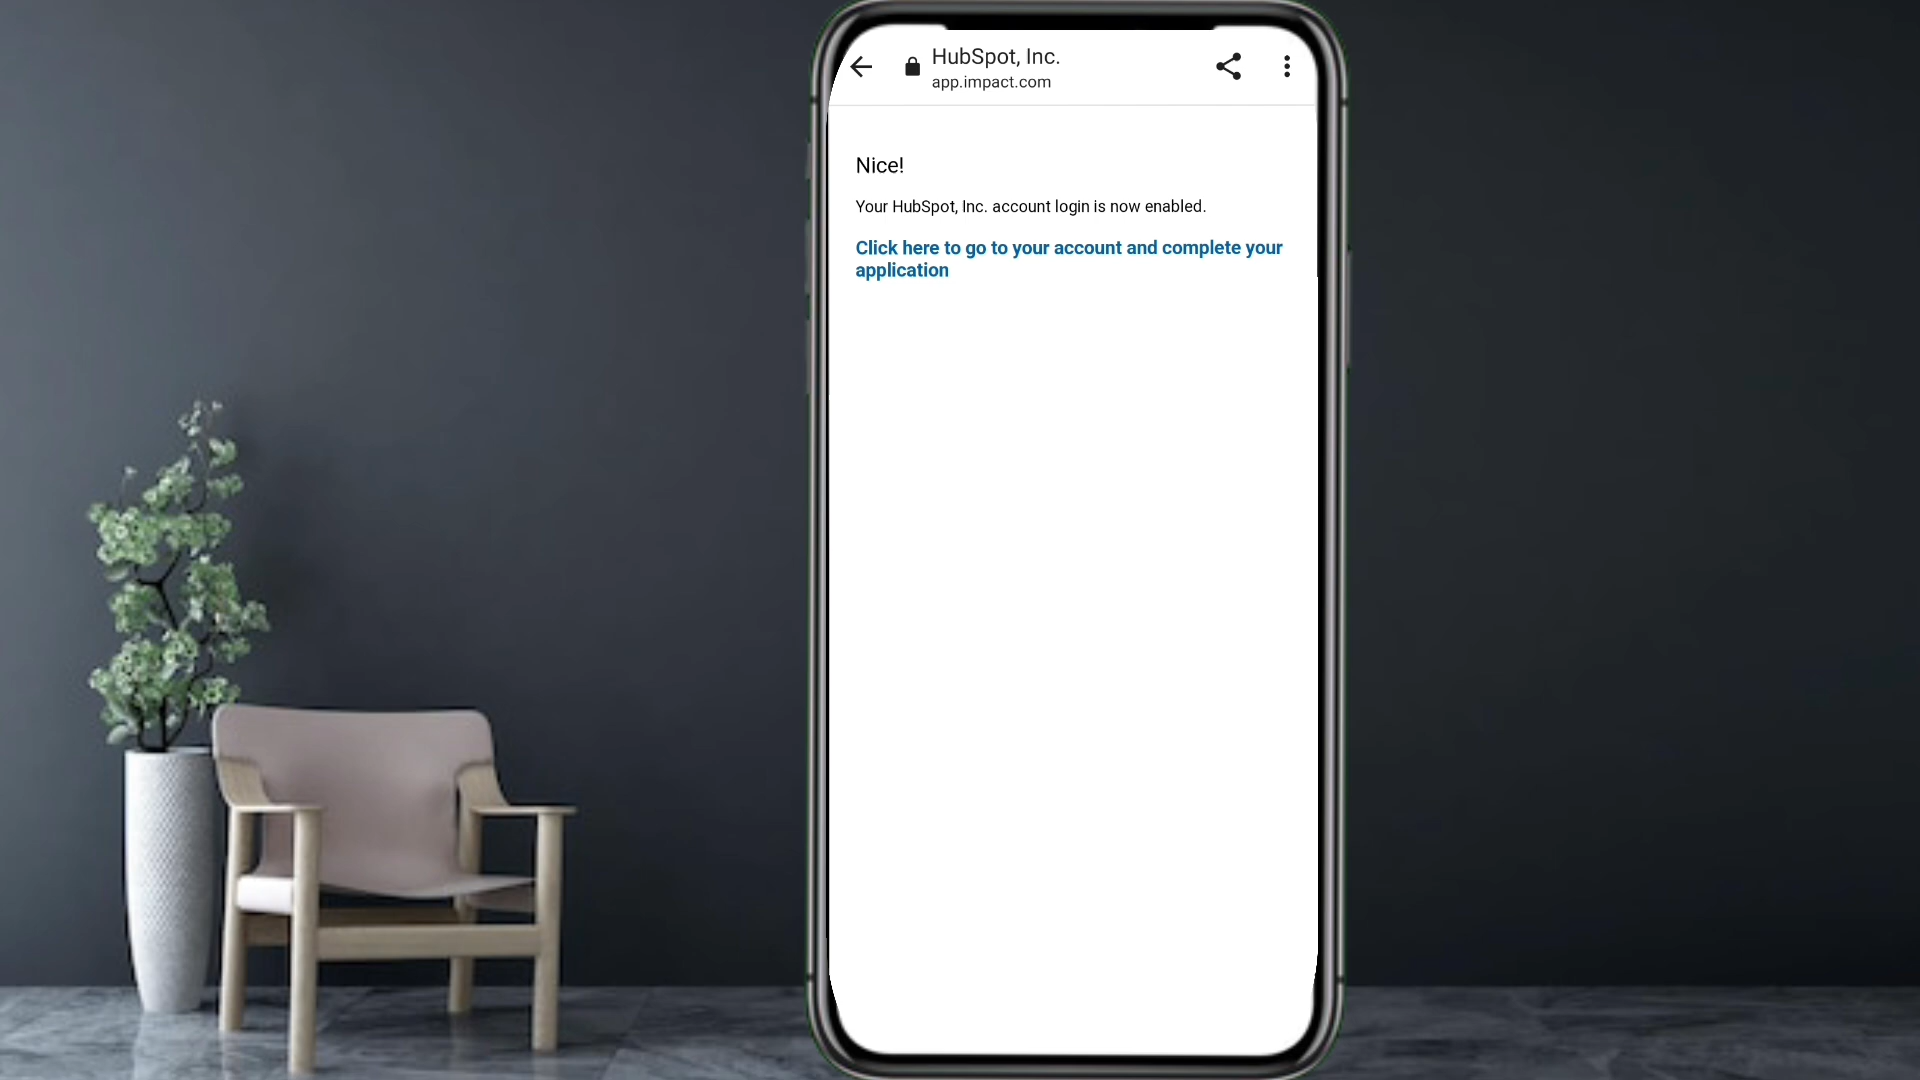 HubSpot, Inc.
app.impact.com
Nice!
Your HubSpot, Inc. account login is now enabled.
Click here to go to your account and complete your
application